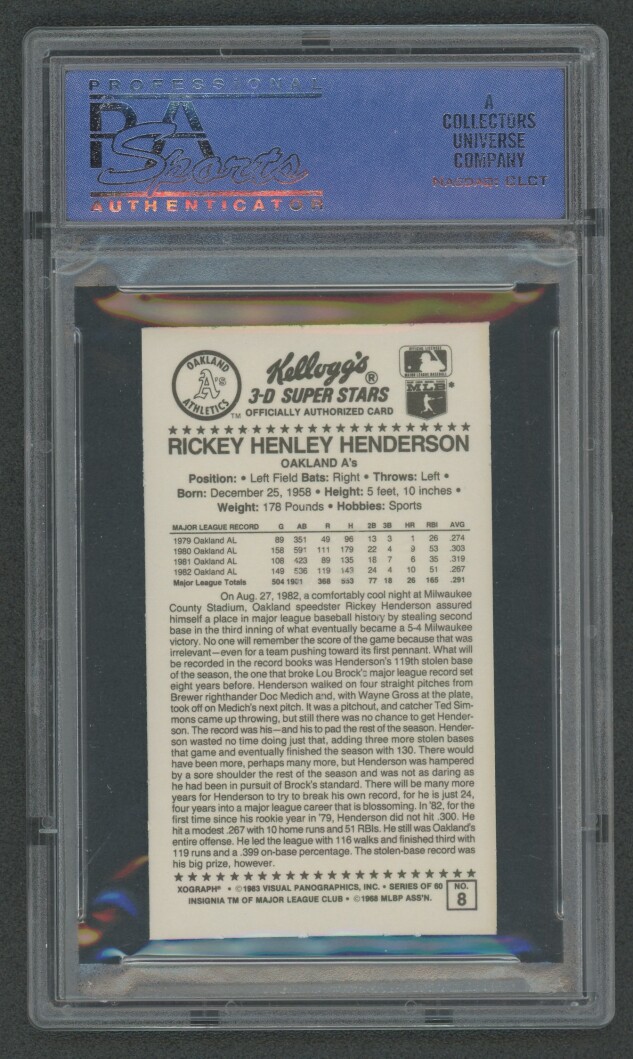 PROFESSIONAL
PSA
Sports
AUTHENTICATOR
A
COLLECTORS
UNIVERSE
COMPANY
NASDAQ: CLCT
OAKLAND
A's
ATHLETICS
TM
Kellogg's®
3-D SUPER STARS
OFFICIALLY AUTHORIZED CARD
OFFICIAL LICENSEE
MAJOR LEAGUE BASEBALL
MLB
RICKEY HENLEY HENDERSON
OAKLAND A's
Position: • Left Field Bats: Right • Throws: Left •
Born: December 25, 1958 • Height: 5 feet, 10 inches •
Weight: 178 Pounds • Hobbies: Sports
MAJOR LEAGUE RECORD G AB R H 2B 3B HR RBI AVG
1979 Oakland AL 89 351 49 96 13 3 1 26 .274
1980 Oakland AL 158 591 111 179 22 4 9 53 .303
1981 Oakland AL 108 423 89 135 18 7 6 35 .319
1982 Oakland AL 149 536 119 143 24 4 10 51 .267
Major League Totals 504 1901 368 553 77 18 26 165 .291
On Aug. 27, 1982, a comfortably cool night at Milwaukee
County Stadium, Oakland speedster Rickey Henderson assured
himself a place in major league baseball history by stealing second
base in the third inning of what eventually became a 5-4 Milwaukee
victory. No one will remember the score of the game because that was
irrelevant—even for a team pushing toward its first pennant. What will
be recorded in the record books was Henderson's 119th stolen base
of the season, the one that broke Lou Brock's major league record set
eight years before. Henderson walked on four straight pitches from
Brewer righthander Doc Medich and, with Wayne Gross at the plate,
took off on Medich's next pitch. It was a pitchout, and catcher Ted Sim-
mons came up throwing, but still there was no chance to get Hender-
son. The record was his—and his to pad the rest of the season. Hender-
son wasted no time doing just that, adding three more stolen bases
that game and eventually finished the season with 130. There would
have been more, perhaps many more, but Henderson was hampered
by a sore shoulder the rest of the season and was not as daring as
he had been in pursuit of Brock's standard. There will be many more
years for Henderson to try to break his own record, for he is just 24,
four years into a major league career that is blossoming. In '82, for the
first time since his rookie year in '79, Henderson did not hit .300. He
hit a modest .267 with 10 home runs and 51 RBIs. He still was Oakland's
entire offense. He led the league with 116 walks and finished third with
119 runs and a .399 on-base percentage. The stolen-base record was
his big prize, however.
XOGRAPH® • ©1983 VISUAL PANOGRAPHICS, INC. • SERIES OF 60
INSIGNIA TM OF MAJOR LEAGUE CLUB • ©1968 MLBP ASS'N.
NO.
8